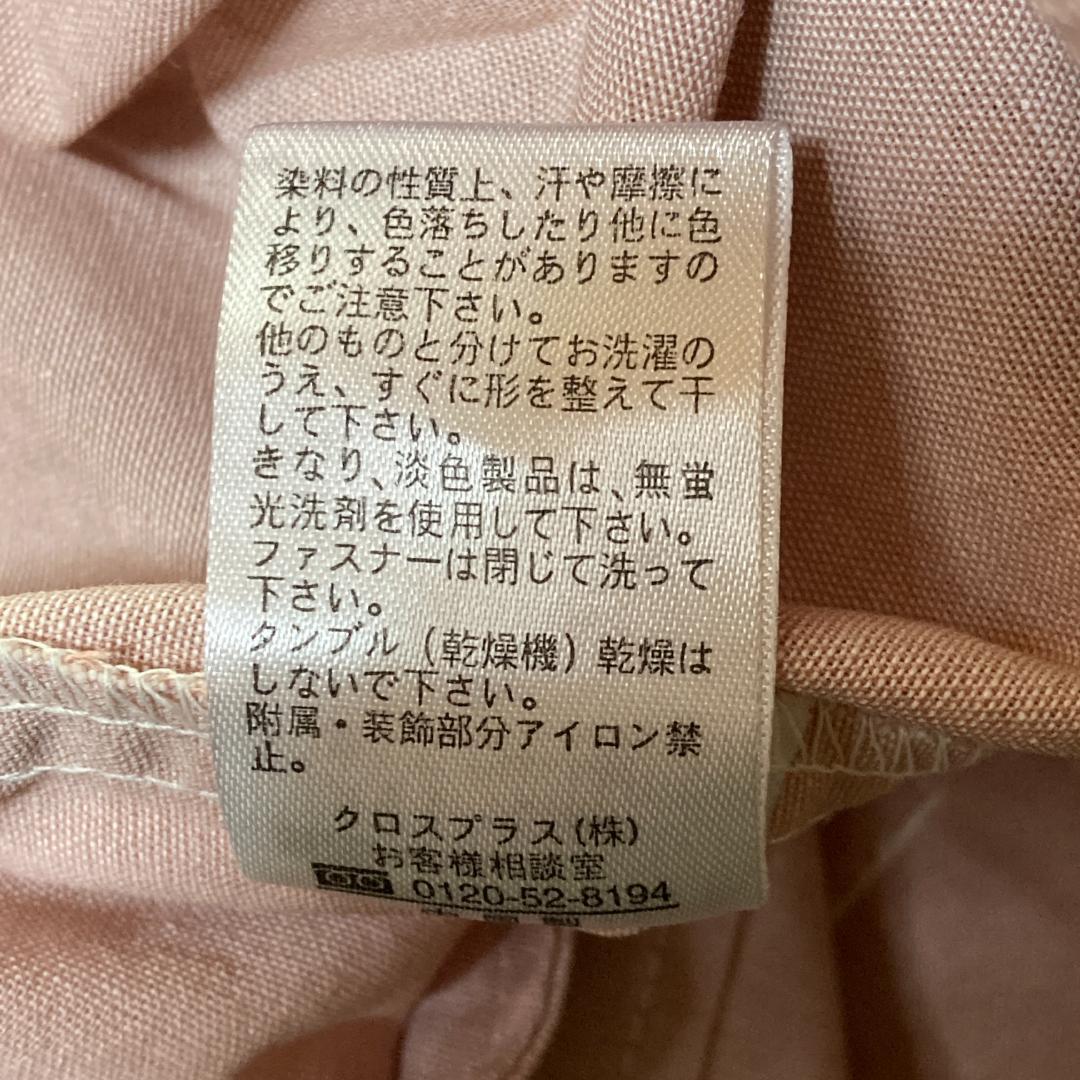 染料の性質上、汗や摩擦に
より、色落ちしたり他に色
移りすることがありますの
でご注意下さい。
他のものと分けてお洗濯の
うえ、すぐに形を整えて干
して下さい。
きなり、淡色製品は、無蛍
光洗剤を使用して下さい。
ファスナーは閉じて洗って
下さい。
タンブル（乾燥機）乾燥は
しないで下さい。
附属・装飾部分アイロン禁
止。
クロスプラス(株)
お客様相談室
0120-52-8194